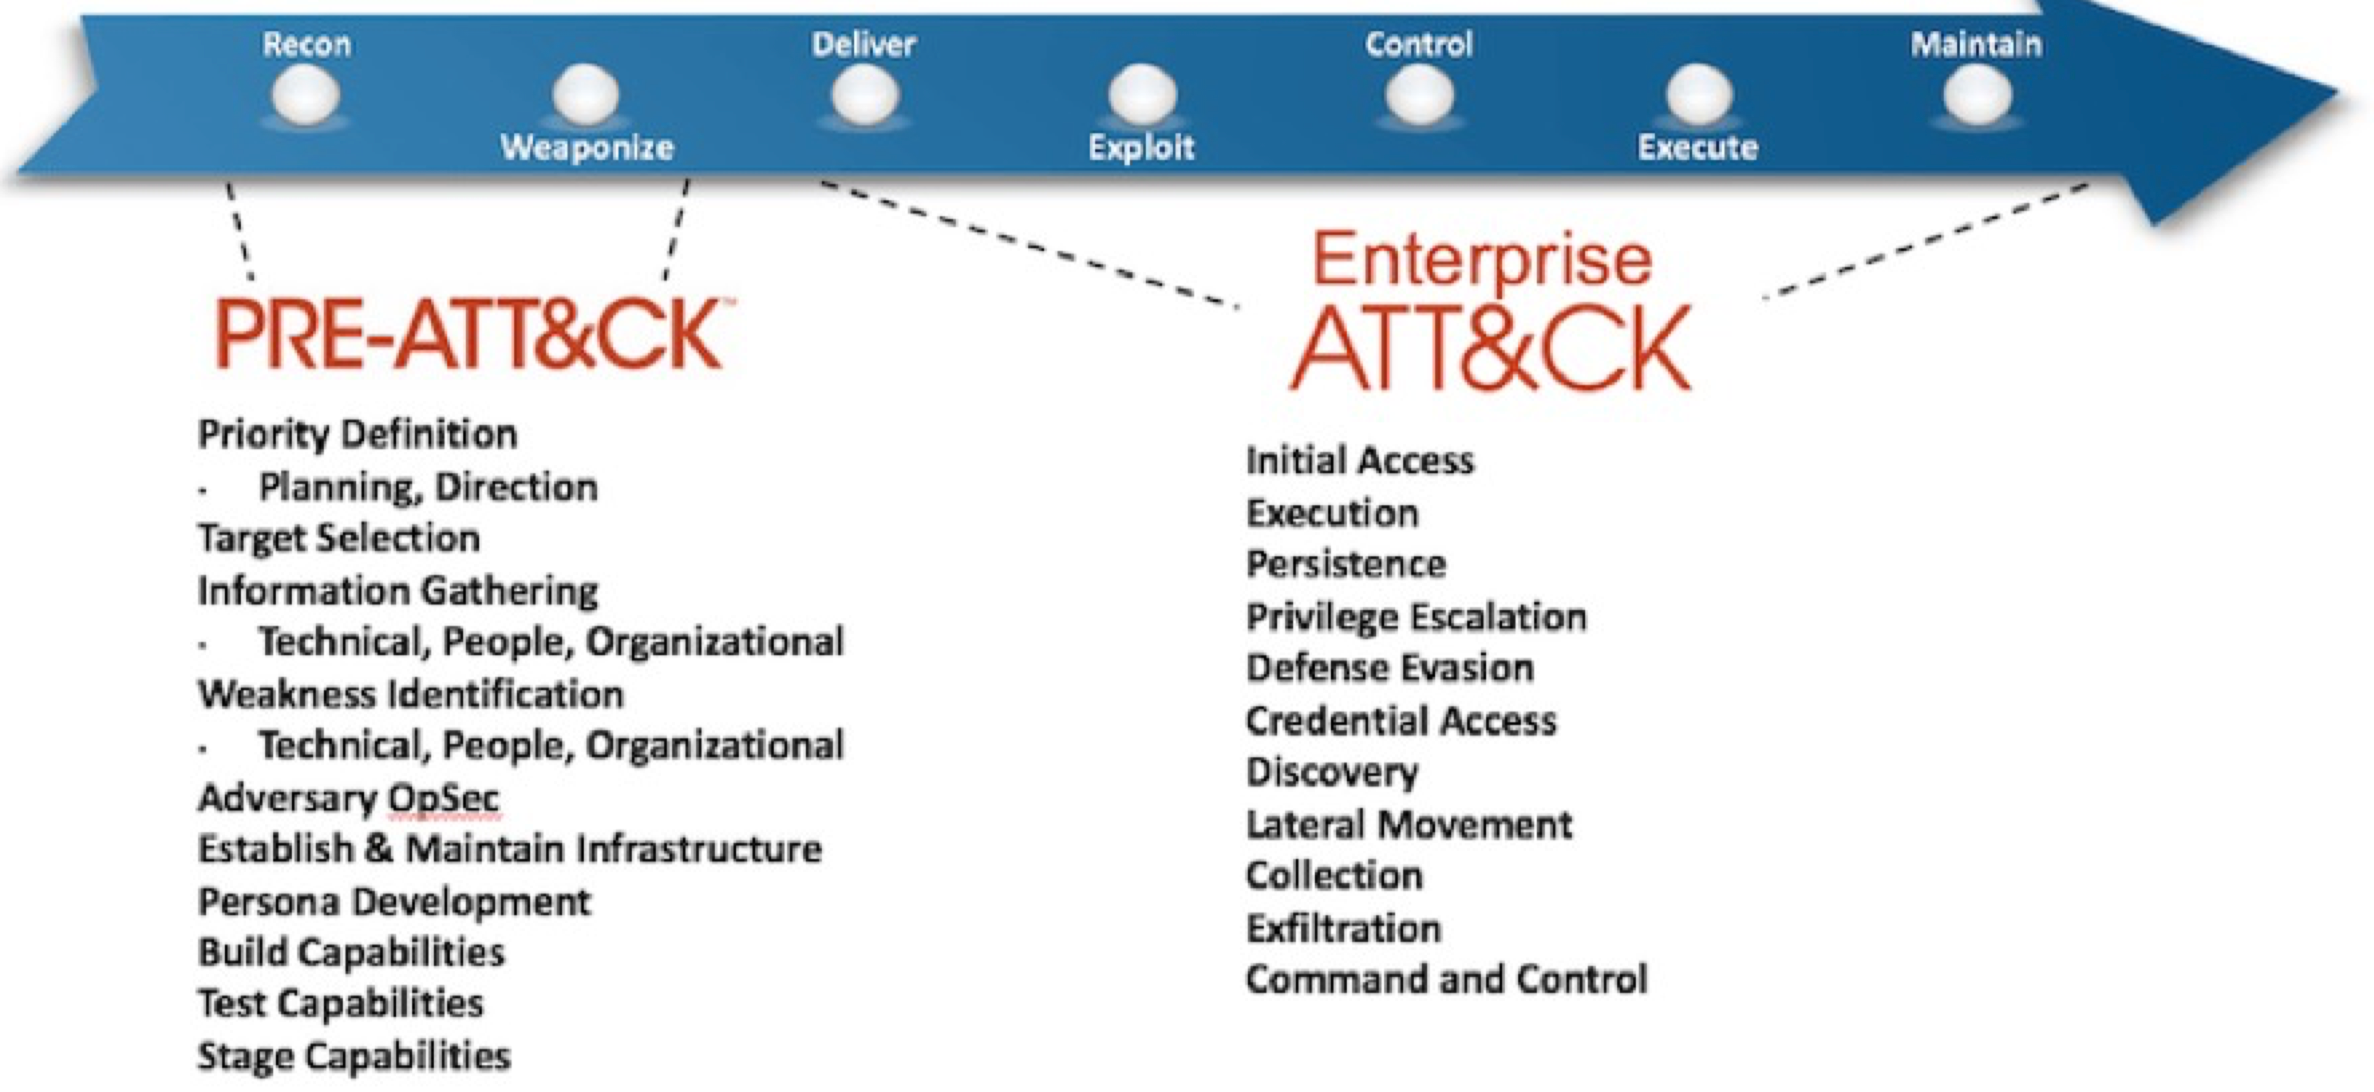 Recon
Weaponize
Deliver
Exploit
Control
Execute
Maintain
PRE-ATT&CK™
Priority Definition
· Planning, Direction
Target Selection
Information Gathering
· Technical, People, Organizational
Weakness Identification
· Technical, People, Organizational
Adversary OpSec
Establish & Maintain Infrastructure
Persona Development
Build Capabilities
Test Capabilities
Stage Capabilities
Enterprise
ATT&CK
Initial Access
Execution
Persistence
Privilege Escalation
Defense Evasion
Credential Access
Discovery
Lateral Movement
Collection
Exfiltration
Command and Control